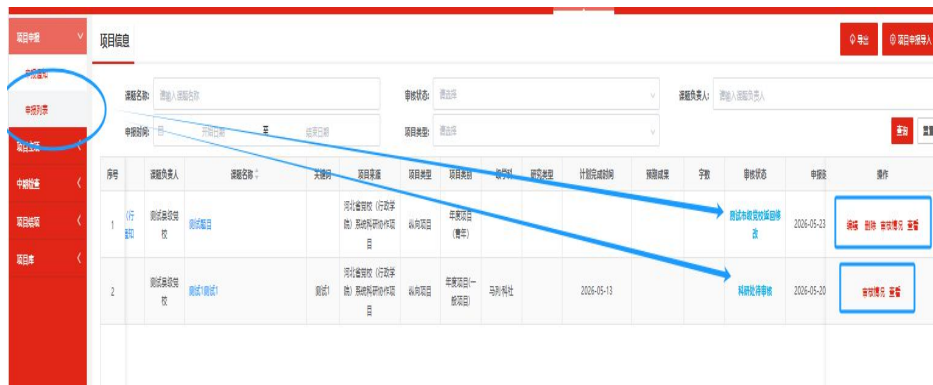 项目申报
项目信息
导出
项目申报导入
申报通知
申报列表
课题名称: 请输入课题名称
审核状态: 请选择
课题负责人: 请输入课题负责人
申报时间: 开始日期 至 结束日期
项目类型: 请选择
查询 重置
项目立项
中期检查
项目结项
项目库
序号 课题负责人 课题名称 关键词 项目来源 项目类型 项目类别 研究类型 计划完成时间 预期成果 字数 审核状态 申报 操作
1 测试县级党校 测试题目 河北省党校(行政学院)系统科研协作项目 纵向项目 年度项目(青年) 测试市级党校返回修改 2026-05-23 编辑 删除 审核情况 查看
2 测试县级党校 测试1测试1 测试1 河北省党校(行政学院)系统科研协作项目 纵向项目 年度项目(一般项目) 马列·科社 2026-05-13 科研处待审核 2026-05-20 审核情况 查看